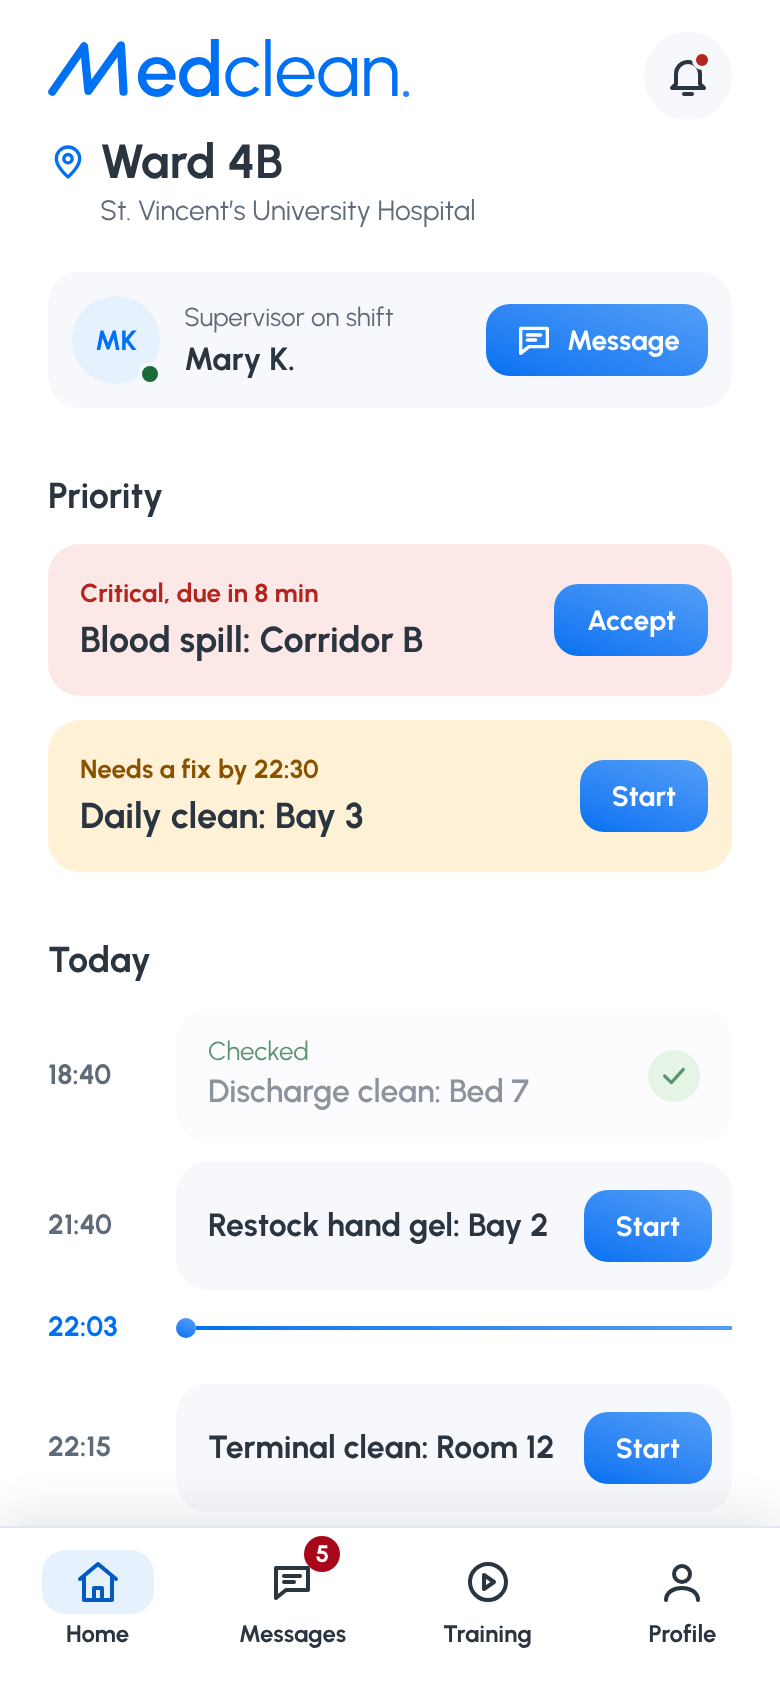 Medclean.
Ward 4B
St. Vincent's University Hospital
MK
Supervisor on shift
Mary K.
Message
Priority
Critical, due in 8 min
Blood spill: Corridor B
Accept
Needs a fix by 22:30
Daily clean: Bay 3
Start
Today
18:40
Checked
Discharge clean: Bed 7
21:40
Restock hand gel: Bay 2
Start
22:03
22:15
Terminal clean: Room 12
Start
5
Home
Messages
Training
Profile